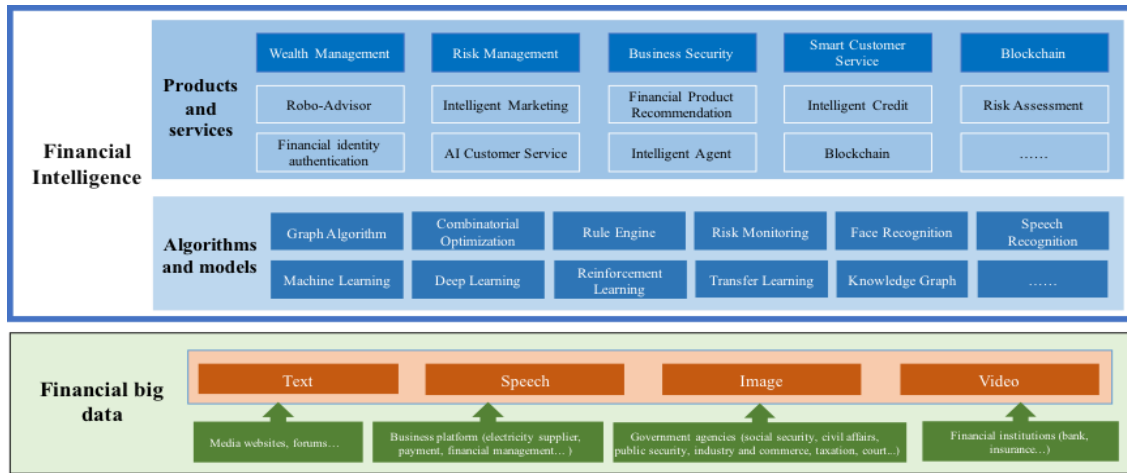 Financial
Intelligence
Products
and
services
Wealth Management
Risk Management
Business Security
Smart Customer
Service
Blockchain
Robo-Advisor
Intelligent Marketing
Financial Product
Recommendation
Intelligent Credit
Risk Assessment
Financial identity
authentication
AI Customer Service
Intelligent Agent
Blockchain
……
Algorithms
and models
Graph Algorithm
Combinatorial
Optimization
Rule Engine
Risk Monitoring
Face Recognition
Speech
Recognition
Machine Learning
Deep Learning
Reinforcement
Learning
Transfer Learning
Knowledge Graph
……
Financial big
data
Text
Speech
Image
Video
Media websites, forums…
Business platform (electricity supplier,
payment, financial management… )
Government agencies (social security, civil affairs,
public security, industry and commerce, taxation, court...)
Financial institutions (bank,
insurance…)